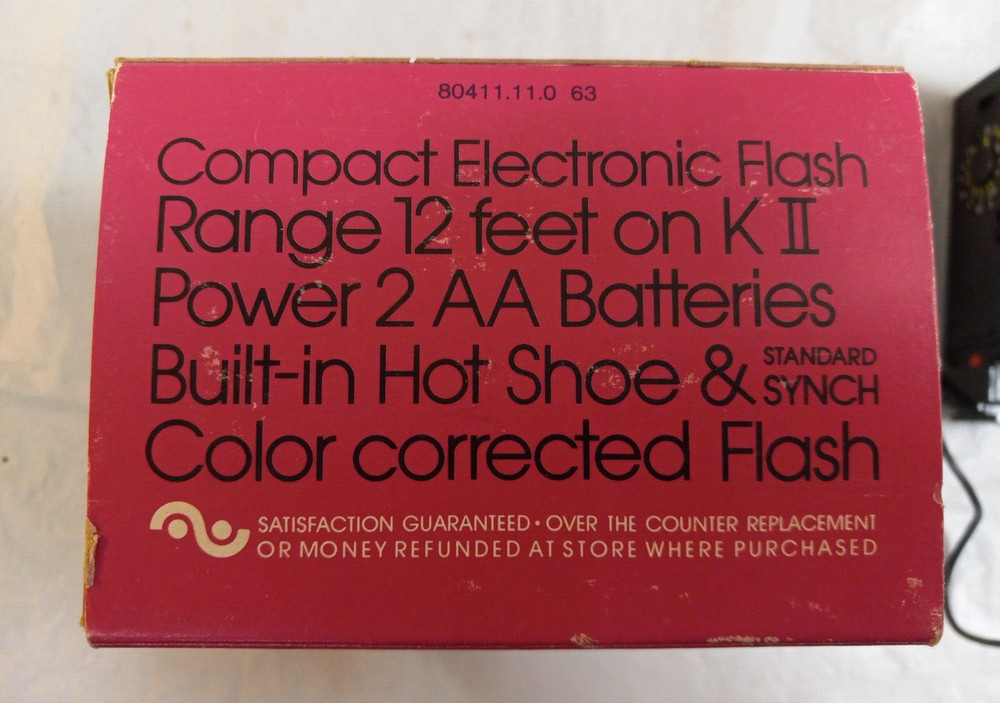 80411.11.0 63
Compact Electronic Flash
Range 12 feet on K II
Power 2 AA Batteries
Built-in Hot Shoe & STANDARD SYNCH
Color corrected Flash
SATISFACTION GUARANTEED • OVER THE COUNTER REPLACEMENT
OR MONEY REFUNDED AT STORE WHERE PURCHASED